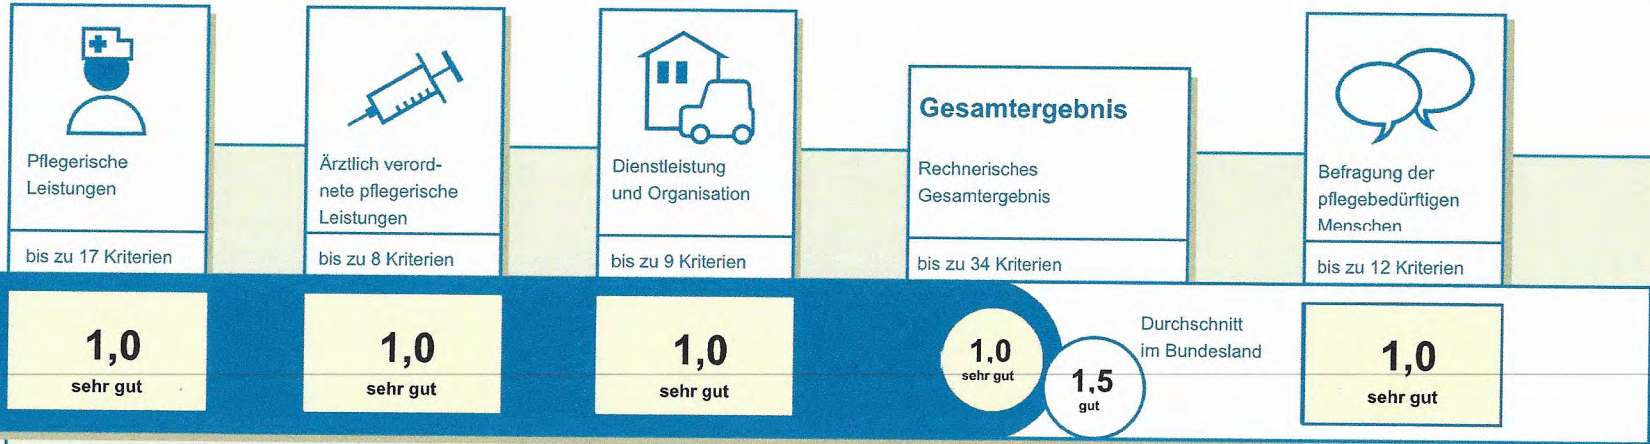 Pflegerische
Leistungen
bis zu 17 Kriterien
1,0
sehr gut
Ärztlich verord-
nete pflegerische
Leistungen
bis zu 8 Kriterien
1,0
sehr gut
Dienstleistung
und Organisation
bis zu 9 Kriterien
1,0
sehr gut
Gesamtergebnis
Rechnerisches
Gesamtergebnis
bis zu 34 Kriterien
1,0
sehr gut
1,5
gut
Durchschnitt
im Bundesland
Befragung der
pflegebedürftigen
Menschen
bis zu 12 Kriterien
1,0
sehr gut